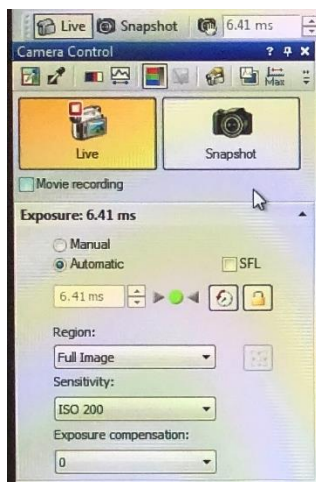 Live Snapshot 6.41 ms
Camera Control
Max
Live Snapshot
Movie recording
Exposure: 6.41 ms
Manual
Automatic SFL
6.41 ms
Region:
Full Image
Sensitivity:
ISO 200
Exposure compensation:
0